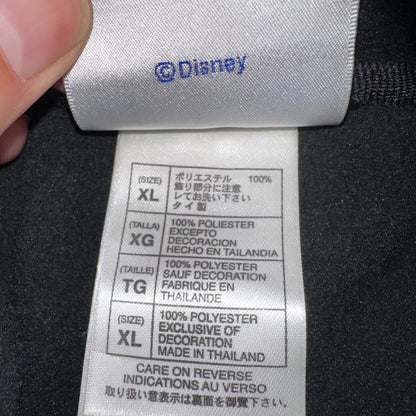 ©Disney
(SIZE)
XL
ポリエステル 100%
飾り部分に注意
してお洗い下さい
タイ製
(TALLA)
XG
100% POLIESTER
EXCEPTO
DECORACION
HECHO EN TAILANDIA
(TAILLE)
TG
100% POLYESTER
SAUF DECORATION
FABRIQUE EN
THAILANDE
(SIZE)
XL
100% POLYESTER
EXCLUSIVE OF
DECORATION
MADE IN THAILAND
CARE ON REVERSE
INDICATIONS AU VERSO
取り扱い表示は裏面を御覧下さい。